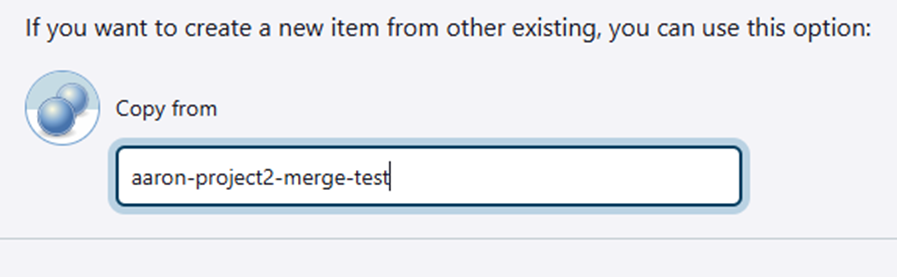 If you want to create a new item from other existing, you can use this option:
Copy from
aaron-project2-merge-test